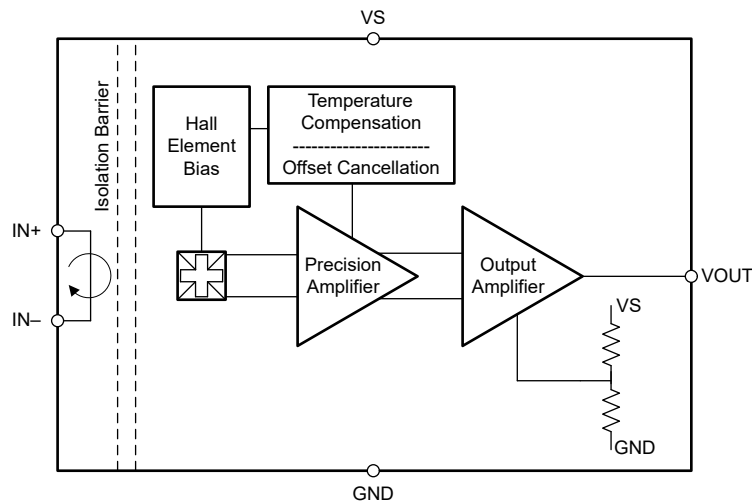 VS
Isolation Barrier
Hall
Element
Bias
Temperature
Compensation
Offset Cancellation
IN+
IN–
Precision
Amplifier
Output
Amplifier
VOUT
VS
GND
GND